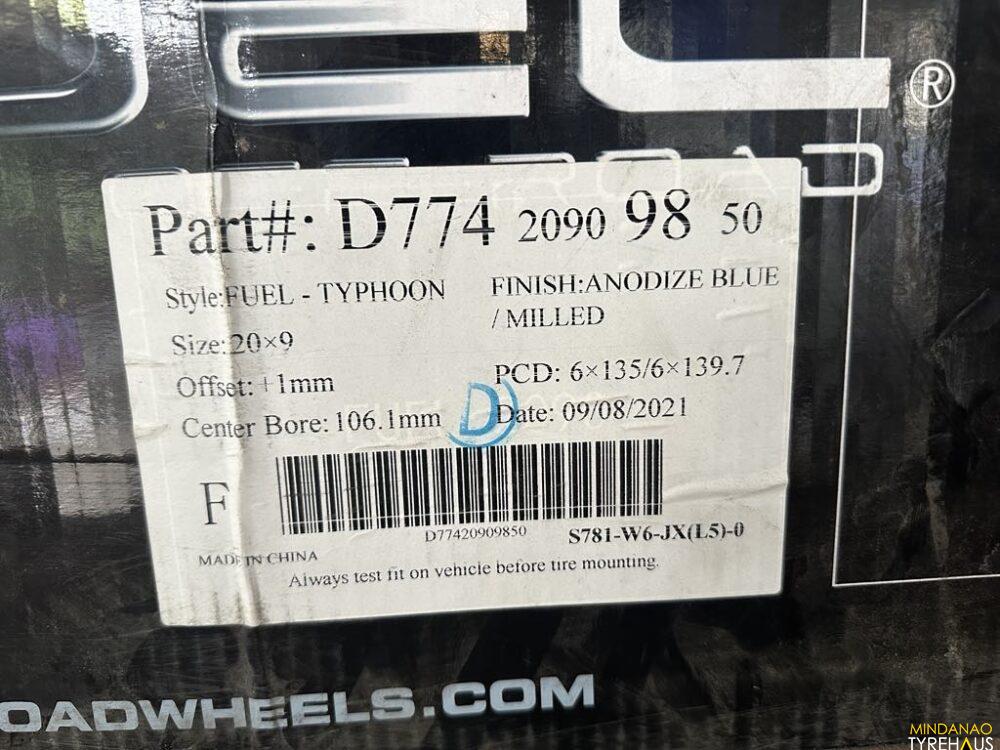 ®
OFF-ROAD
Part#: D774 2090 98 50
Style:FUEL - TYPHOON
FINISH:ANODIZE BLUE
/ MILLED
Size:20×9
Offset: +1mm
PCD: 6×135/6×139.7
Center Bore: 106.1mm
D
Date: 09/08/2021
F
D77420909850
S781-W6-JX(L5)-0
MADE IN CHINA
Always test fit on vehicle before tire mounting.
OADWHEELS.COM
MINDANAO
TYREHAUS